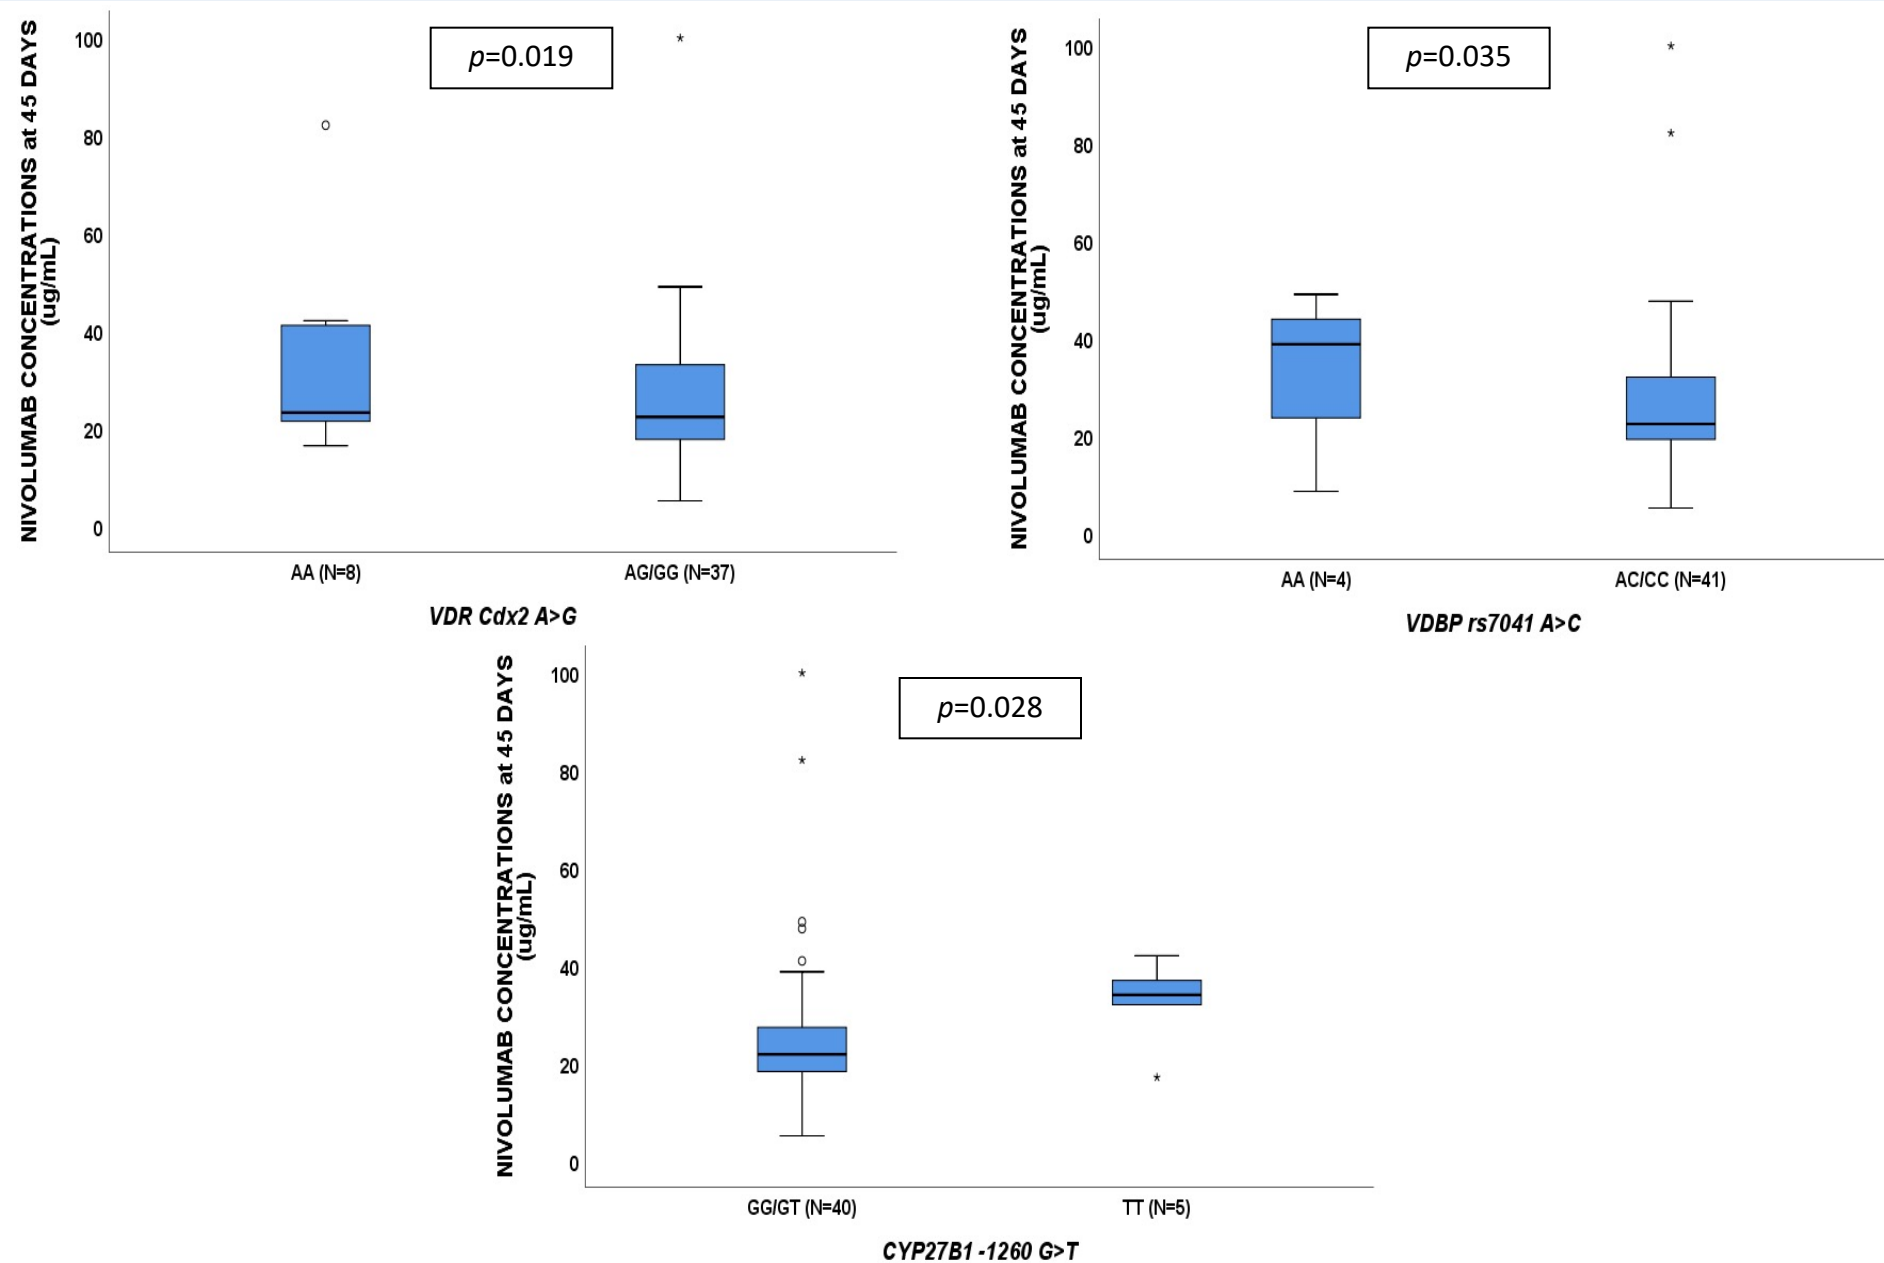 NIVOLUMAB CONCENTRATIONS at 45 DAYS
(ug/mL)
100
80
60
40
20
0
p=0.019
AA (N=8)
AG/GG (N=37)
VDR Cdx2 A>G
NIVOLUMAB CONCENTRATIONS at 45 DAYS
(ug/mL)
100
80
60
40
20
0
p=0.035
AA (N=4)
AC/CC (N=41)
VDBP rs7041 A>C
NIVOLUMAB CONCENTRATIONS at 45 DAYS
(ug/mL)
100
80
60
40
20
0
p=0.028
GG/GT (N=40)
TT (N=5)
CYP27B1 -1260 G>T